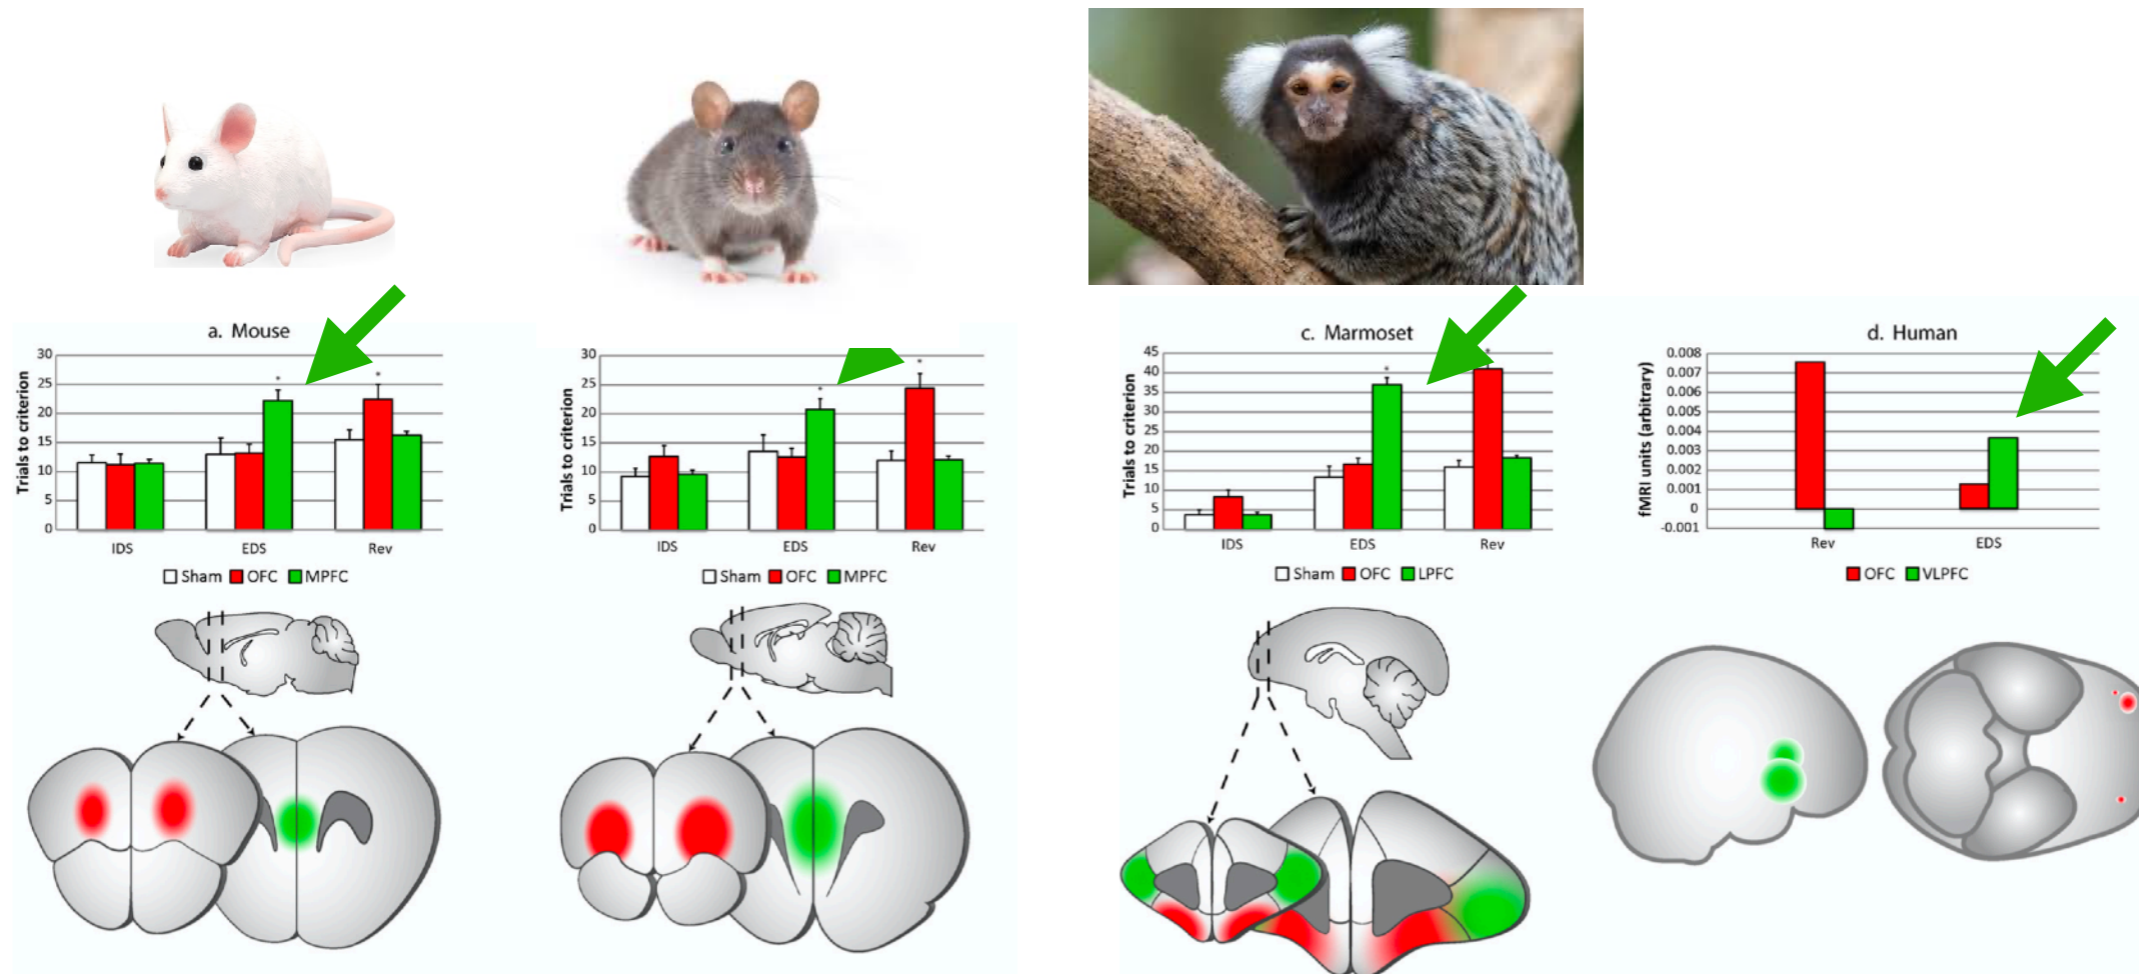 a. Mouse
30
25
20
15
10
5
0
Trials to criterion
*
*
IDS EDS Rev
Sham OFC MPFC
30
25
20
15
10
5
0
Trials to criterion
*
*
IDS EDS Rev
Sham OFC MPFC
c. Marmoset
45
40
35
30
25
20
15
10
5
0
Trials to criterion
*
*
IDS EDS Rev
Sham OFC LPFC
d. Human
0.008
0.007
0.006
0.005
0.004
0.003
0.002
0.001
0
-0.001
fMRI units (arbitrary)
Rev EDS
OFC VLPFC